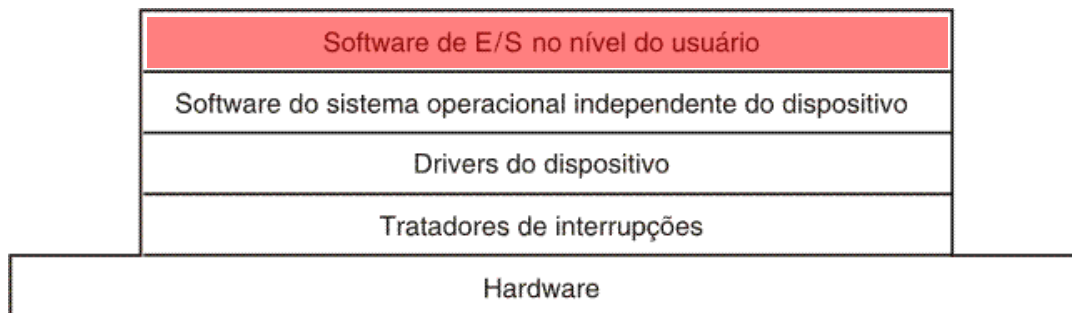 Software de E/S no nível do usuário
Software do sistema operacional independente do dispositivo
Drivers do dispositivo
Tratadores de interrupções
Hardware